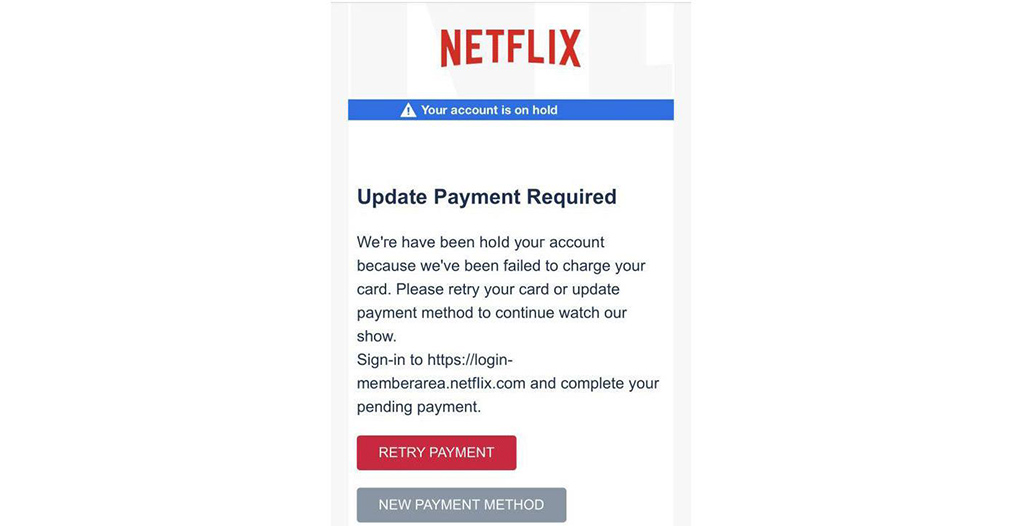 NETFLIX
Your account is on hold
Update Payment Required
We're have been hold your account
because we've been failed to charge your
card. Please retry your card or update
payment method to continue watch our
show.
Sign-in to https://login-
memberarea.netflix.com and complete your
pending payment.
RETRY PAYMENT
NEW PAYMENT METHOD